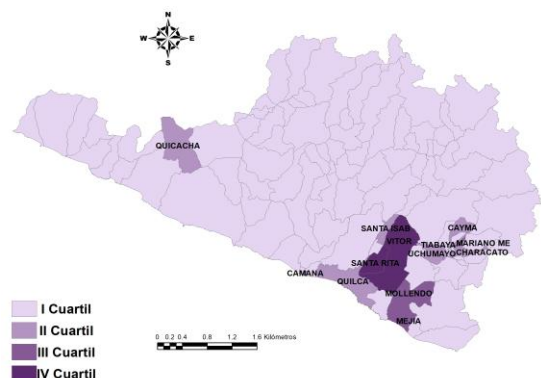 N
W E
S
QUICACHA
SANTA ISAB
CAYMA
VITOR
TIABAYA
MARIANO ME
UCHUMAYO
CHARACATO
SANTA RITA
CAMANA
QUILCA
MOLLENDO
MEJIA
I Cuartil
II Cuartil
III Cuartil
IV Cuartil
0 0.2 0.4 0.8 1.2 1.6 Kilómetros